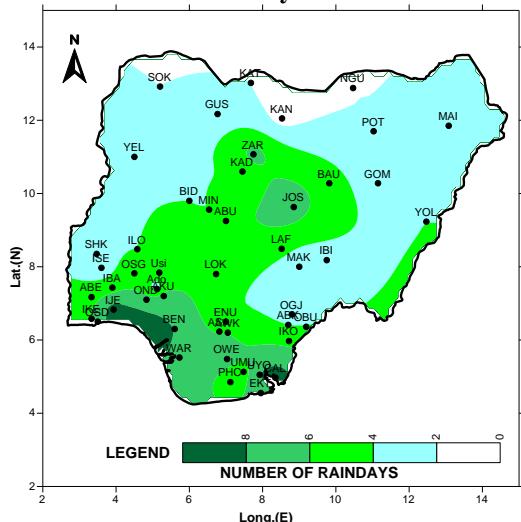 14
12
10
8
6
4
2
Lat.(N)
N
SOK
KAT
NGU
GUS
KAN
POT
MAI
YEL
ZAR
KAD
BAU
GOM
BID
MIN
JOS
ABU
YOL
SHK
ILO
LAF
IBI
ISE
OSG
Usi
LOK
MAK
Ado
IBA
AKU
ABE
OND
IJE
OGJ
IKE
OSD
BEN
ENU
ABK
OBU
AWK
IKO
WAR
OWE
UMU
UYO
CAL
PHC
EKT
LEGEND
8
6
4
2
0
NUMBER OF RAINDAYS
2
4
6
8
10
12
14
Long.(E)